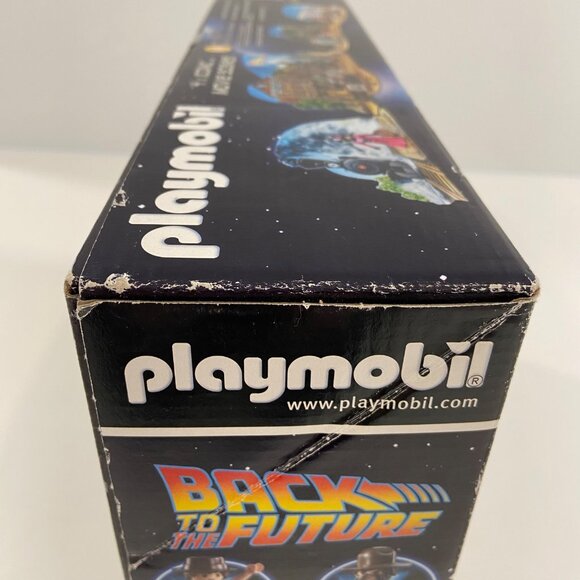 playmobil
playmobil®
www.playmobil.com
BACK
TO
THE FUTURE